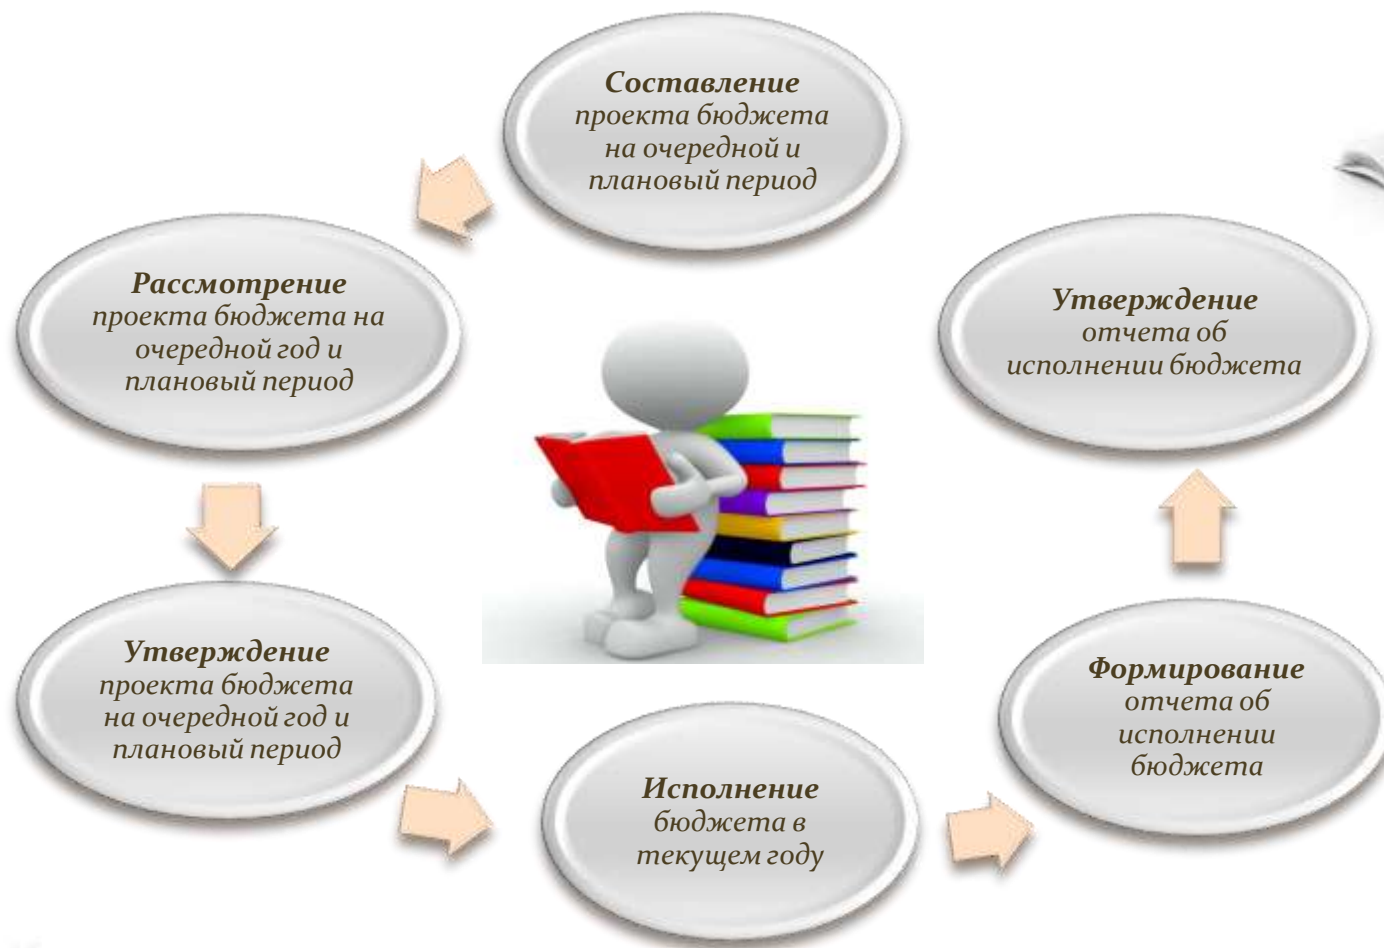 Составление
проекта бюджета
на очередной и
плановый период
Рассмотрение
проекта бюджета на
очередной год и
плановый период
Утверждение
проекта бюджета
на очередной год и
плановый период
Исполнение
бюджета в
текущем году
Формирование
отчета об
исполнении
бюджета
Утверждение
отчета об
исполнении бюджета